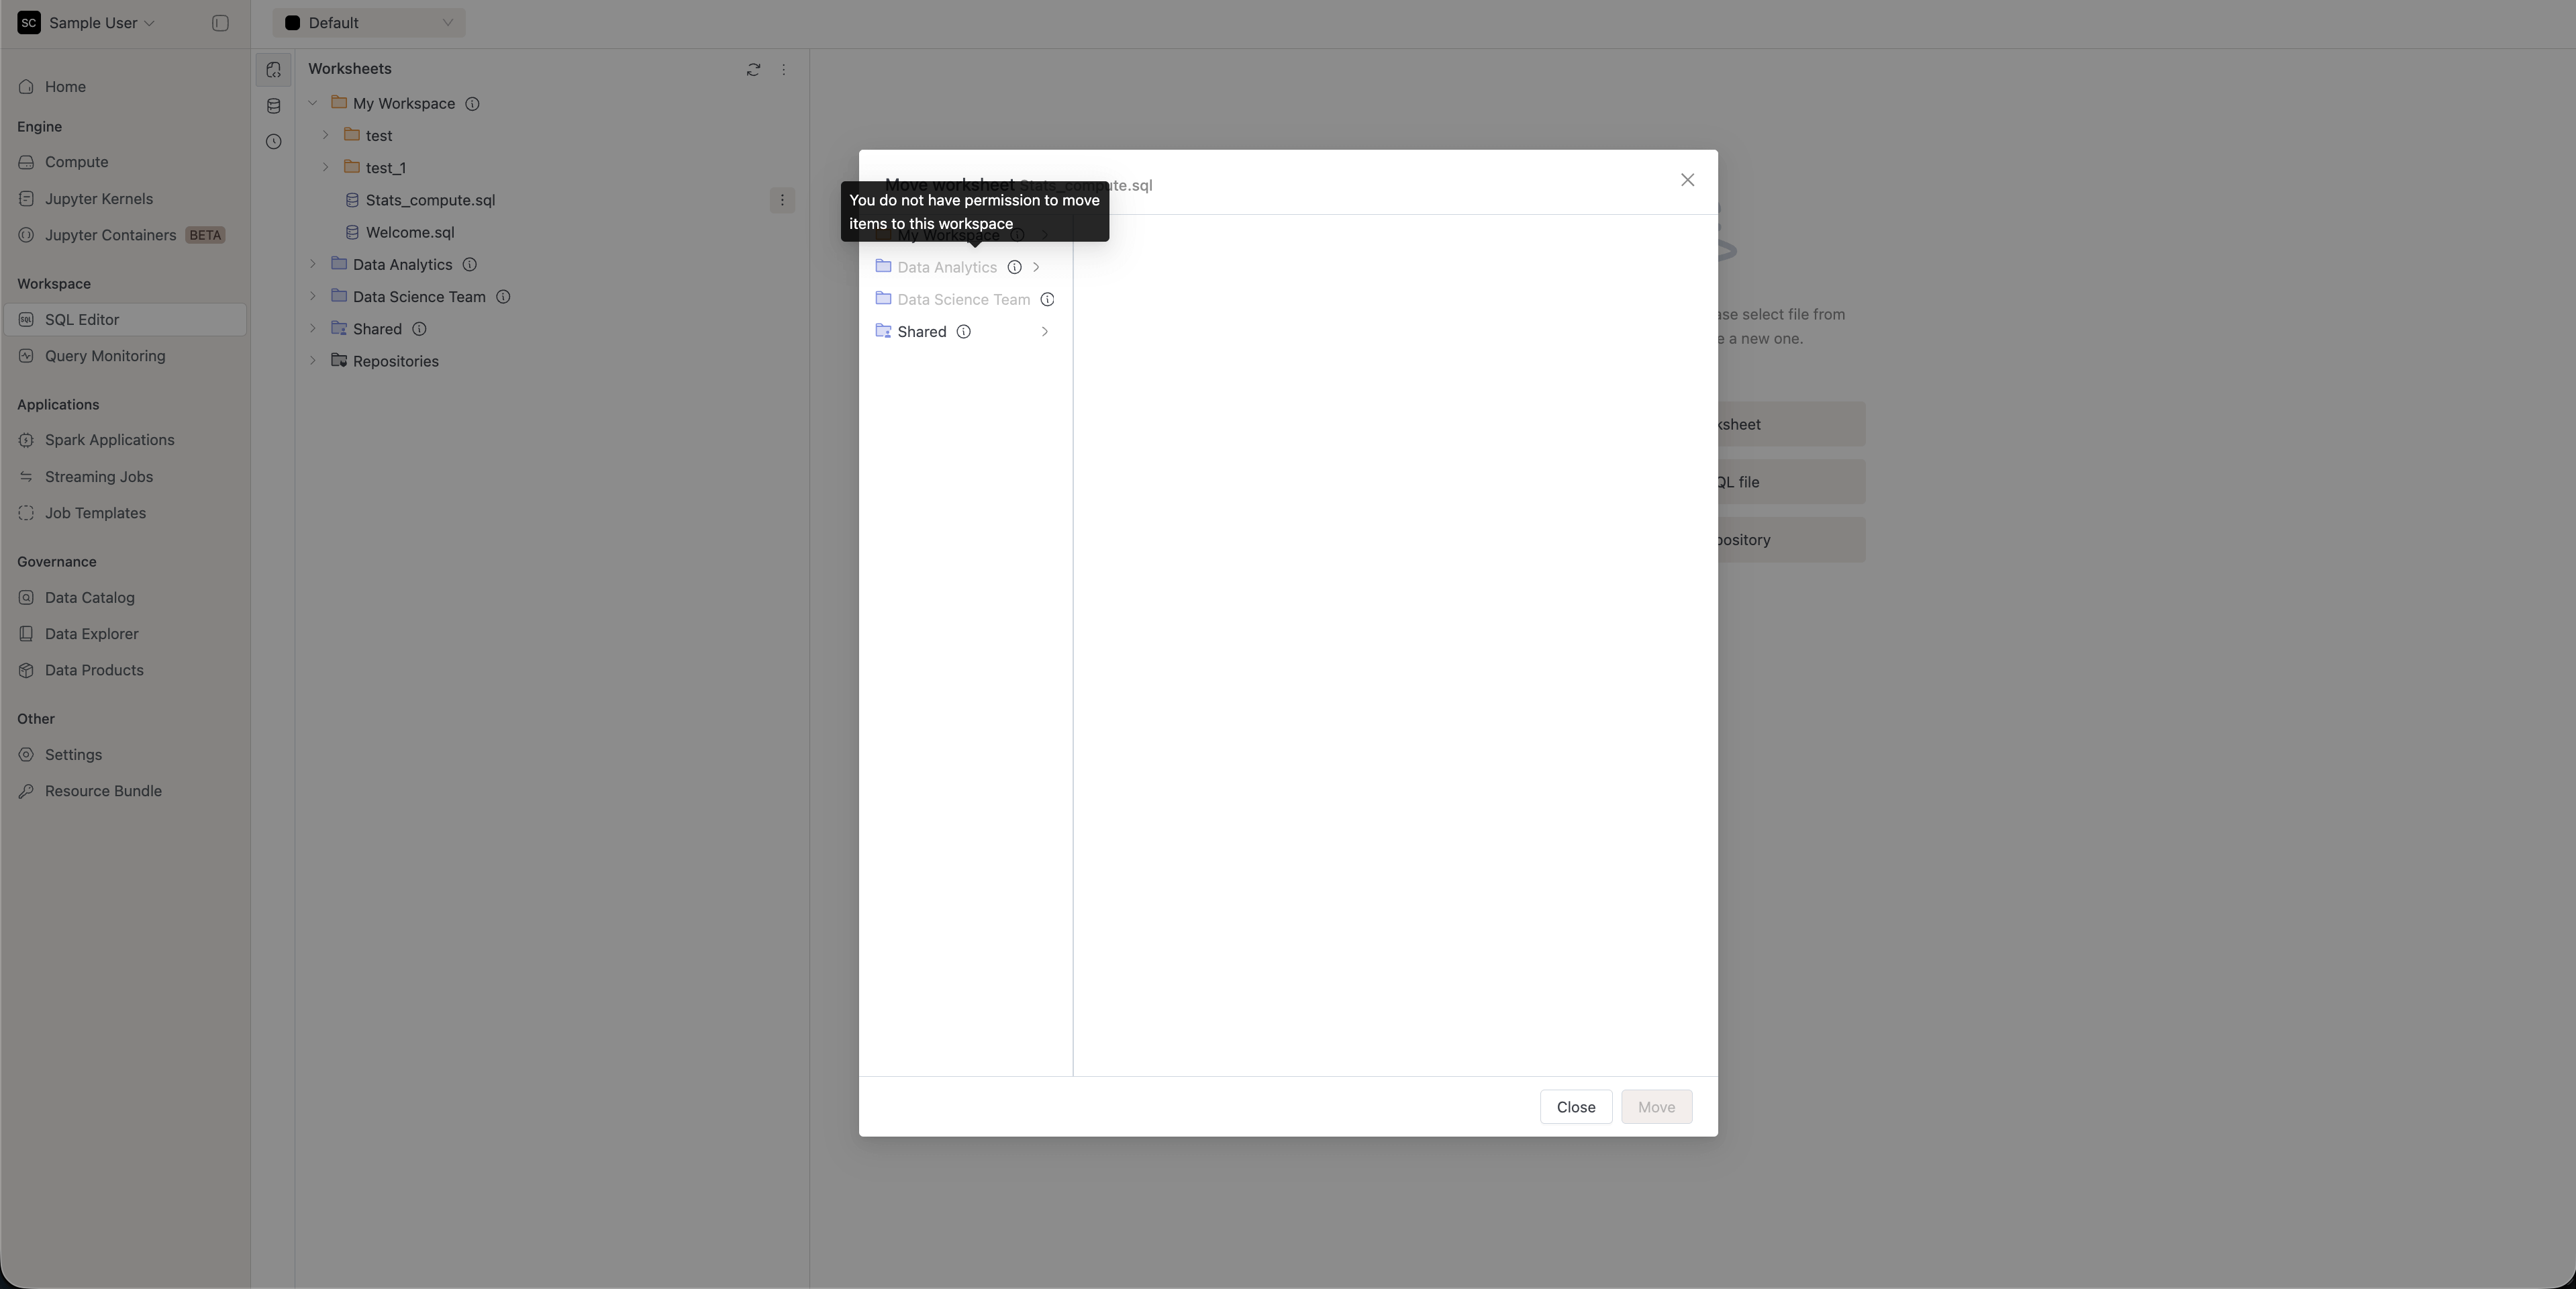 SC Sample User
Default
Home
Engine
Compute
Jupyter Kernels
Jupyter Containers BETA
Workspace
SQL Editor
Query Monitoring
Applications
Spark Applications
Streaming Jobs
Job Templates
Governance
Data Catalog
Data Explorer
Data Products
Other
Settings
Resource Bundle
Worksheets
My Workspace
test
test_1
Stats_compute.sql
Welcome.sql
Data Analytics
Data Science Team
Shared
Repositories
Move worksheet Stats_compute.sql
You do not have permission to move
items to this workspace
My Workspace
Data Analytics
Data Science Team
Shared
select file from
a new one.
file
Close
Move